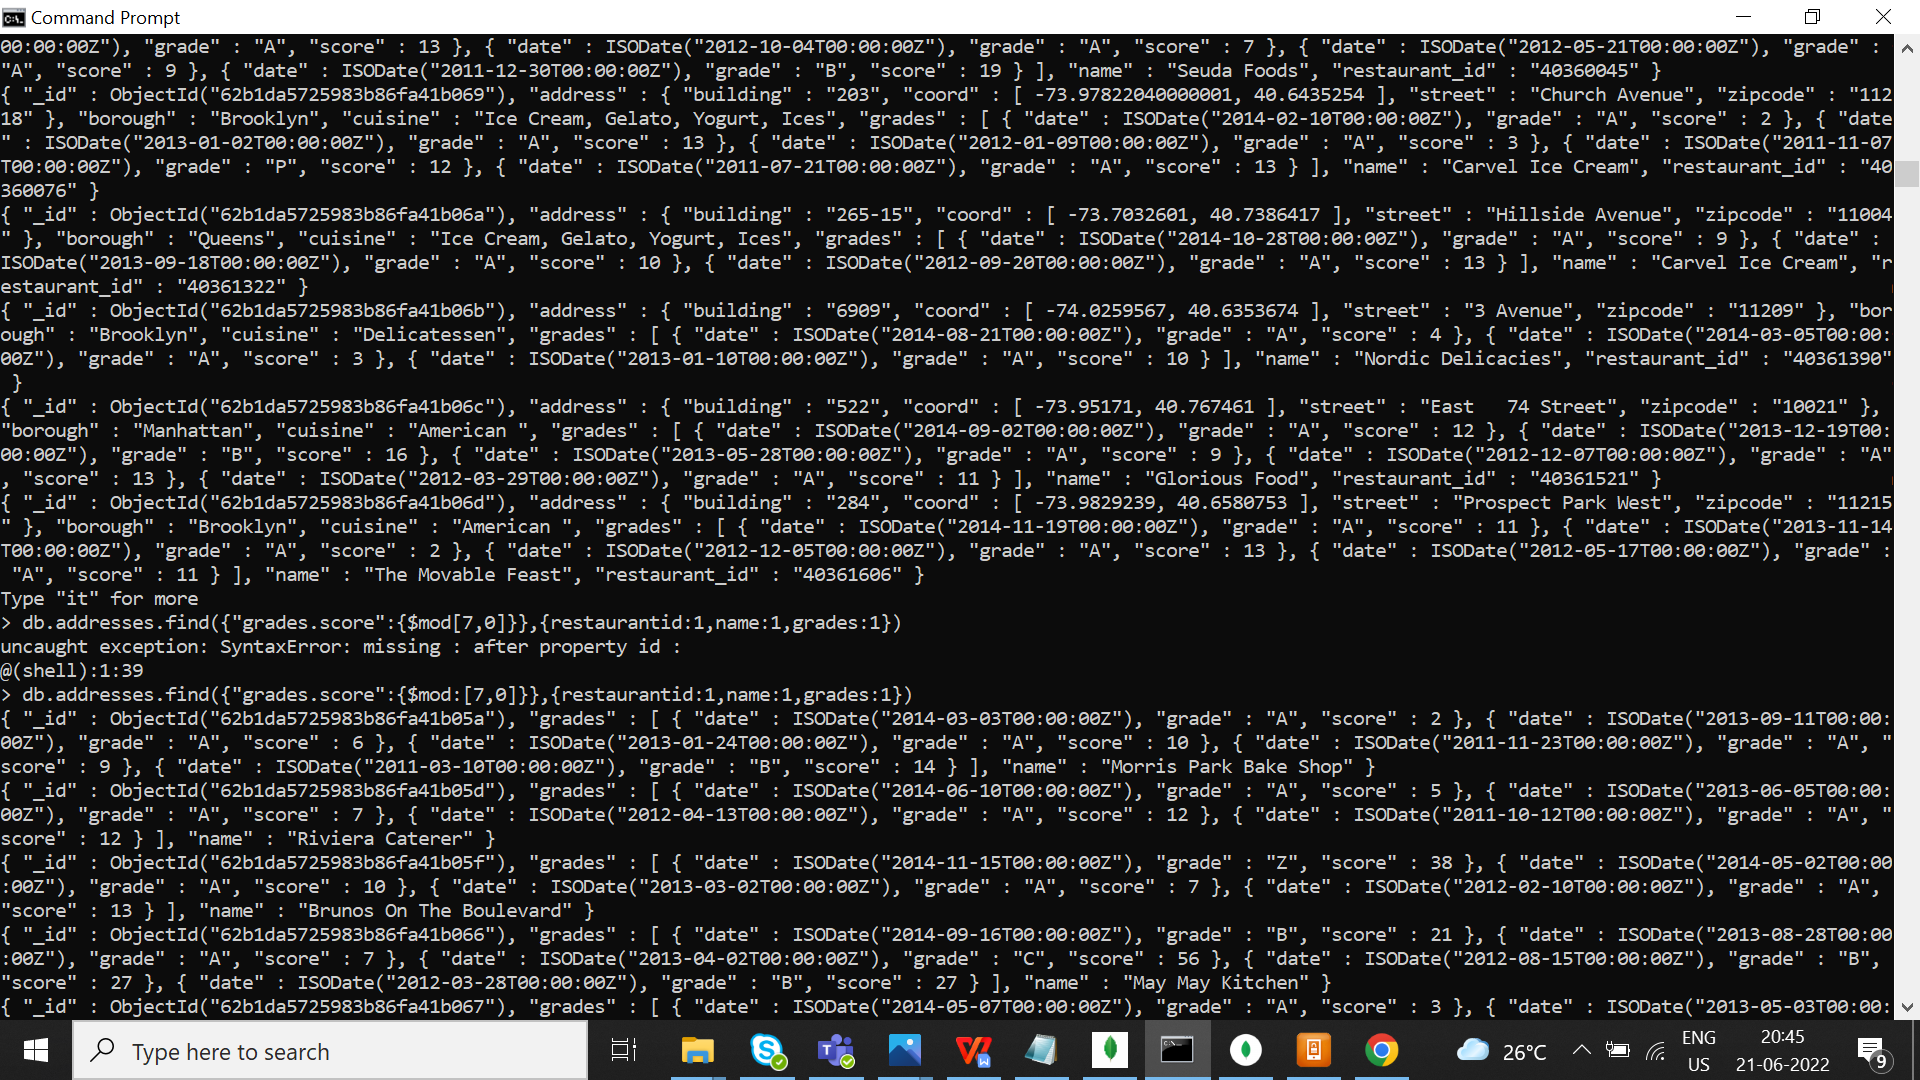 Command Prompt
00:00:00Z"), "grade" : "A", "score" : 13 }, { "date" : ISODate("2012-10-04T00:00:00Z"), "grade" : "A", "score" : 7 }, { "date" : ISODate("2012-05-21T00:00:00Z"), "grade" :
"A", "score" : 9 }, { "date" : ISODate("2011-12-30T00:00:00Z"), "grade" : "B", "score" : 19 } ], "name" : "Seuda Foods", "restaurant_id" : "40360045" }
{ "_id" : ObjectId("62b1da5725983b86fa41b069"), "address" : { "building" : "203", "coord" : [ -73.97822040000001, 40.6435254 ], "street" : "Church Avenue", "zipcode" : "112
18" }, "borough" : "Brooklyn", "cuisine" : "Ice Cream, Gelato, Yogurt, Ices", "grades" : [ { "date" : ISODate("2014-02-10T00:00:00Z"), "grade" : "A", "score" : 2 }, { "date
" : ISODate("2013-01-02T00:00:00Z"), "grade" : "A", "score" : 13 }, { "date" : ISODate("2012-01-09T00:00:00Z"), "grade" : "A", "score" : 3 }, { "date" : ISODate("2011-11-07
T00:00:00Z"), "grade" : "P", "score" : 12 }, { "date" : ISODate("2011-07-21T00:00:00Z"), "grade" : "A", "score" : 13 } ], "name" : "Carvel Ice Cream", "restaurant_id" : "40
360076" }
{ "_id" : ObjectId("62b1da5725983b86fa41b06a"), "address" : { "building" : "265-15", "coord" : [ -73.7032601, 40.7386417 ], "street" : "Hillside Avenue", "zipcode" : "11004
" }, "borough" : "Queens", "cuisine" : "Ice Cream, Gelato, Yogurt, Ices", "grades" : [ { "date" : ISODate("2014-10-28T00:00:00Z"), "grade" : "A", "score" : 9 }, { "date" :
ISODate("2013-09-18T00:00:00Z"), "grade" : "A", "score" : 10 }, { "date" : ISODate("2012-09-20T00:00:00Z"), "grade" : "A", "score" : 13 } ], "name" : "Carvel Ice Cream", "r
estaurant_id" : "40361322" }
{ "_id" : ObjectId("62b1da5725983b86fa41b06b"), "address" : { "building" : "6909", "coord" : [ -74.0259567, 40.6353674 ], "street" : "3 Avenue", "zipcode" : "11209" }, "bor
ough" : "Brooklyn", "cuisine" : "Delicatessen", "grades" : [ { "date" : ISODate("2014-08-21T00:00:00Z"), "grade" : "A", "score" : 4 }, { "date" : ISODate("2014-03-05T00:00:
00Z"), "grade" : "A", "score" : 3 }, { "date" : ISODate("2013-01-10T00:00:00Z"), "grade" : "A", "score" : 10 } ], "name" : "Nordic Delicacies", "restaurant_id" : "40361390"
 }
{ "_id" : ObjectId("62b1da5725983b86fa41b06c"), "address" : { "building" : "522", "coord" : [ -73.95171, 40.767461 ], "street" : "East   74 Street", "zipcode" : "10021" },
"borough" : "Manhattan", "cuisine" : "American ", "grades" : [ { "date" : ISODate("2014-09-02T00:00:00Z"), "grade" : "A", "score" : 12 }, { "date" : ISODate("2013-12-19T00:
00:00Z"), "grade" : "B", "score" : 16 }, { "date" : ISODate("2013-05-28T00:00:00Z"), "grade" : "A", "score" : 9 }, { "date" : ISODate("2012-12-07T00:00:00Z"), "grade" : "A"
, "score" : 13 }, { "date" : ISODate("2012-03-29T00:00:00Z"), "grade" : "A", "score" : 11 } ], "name" : "Glorious Food", "restaurant_id" : "40361521" }
{ "_id" : ObjectId("62b1da5725983b86fa41b06d"), "address" : { "building" : "284", "coord" : [ -73.9829239, 40.6580753 ], "street" : "Prospect Park West", "zipcode" : "11215
" }, "borough" : "Brooklyn", "cuisine" : "American ", "grades" : [ { "date" : ISODate("2014-11-19T00:00:00Z"), "grade" : "A", "score" : 11 }, { "date" : ISODate("2013-11-14
T00:00:00Z"), "grade" : "A", "score" : 2 }, { "date" : ISODate("2012-12-05T00:00:00Z"), "grade" : "A", "score" : 13 }, { "date" : ISODate("2012-05-17T00:00:00Z"), "grade" :
 "A", "score" : 11 } ], "name" : "The Movable Feast", "restaurant_id" : "40361606" }
Type "it" for more
> db.addresses.find({"grades.score":{$mod[7,0]}},{restaurantid:1,name:1,grades:1})
uncaught exception: SyntaxError: missing : after property id :
@(shell):1:39
> db.addresses.find({"grades.score":{$mod:[7,0]}},{restaurantid:1,name:1,grades:1})
{ "_id" : ObjectId("62b1da5725983b86fa41b05a"), "grades" : [ { "date" : ISODate("2014-03-03T00:00:00Z"), "grade" : "A", "score" : 2 }, { "date" : ISODate("2013-09-11T00:00:
00Z"), "grade" : "A", "score" : 6 }, { "date" : ISODate("2013-01-24T00:00:00Z"), "grade" : "A", "score" : 10 }, { "date" : ISODate("2011-11-23T00:00:00Z"), "grade" : "A", "
score" : 9 }, { "date" : ISODate("2011-03-10T00:00:00Z"), "grade" : "B", "score" : 14 } ], "name" : "Morris Park Bake Shop" }
{ "_id" : ObjectId("62b1da5725983b86fa41b05d"), "grades" : [ { "date" : ISODate("2014-06-10T00:00:00Z"), "grade" : "A", "score" : 5 }, { "date" : ISODate("2013-06-05T00:00:
00Z"), "grade" : "A", "score" : 7 }, { "date" : ISODate("2012-04-13T00:00:00Z"), "grade" : "A", "score" : 12 }, { "date" : ISODate("2011-10-12T00:00:00Z"), "grade" : "A", "
score" : 12 } ], "name" : "Riviera Caterer" }
{ "_id" : ObjectId("62b1da5725983b86fa41b05f"), "grades" : [ { "date" : ISODate("2014-11-15T00:00:00Z"), "grade" : "Z", "score" : 38 }, { "date" : ISODate("2014-05-02T00:00
:00Z"), "grade" : "A", "score" : 10 }, { "date" : ISODate("2013-03-02T00:00:00Z"), "grade" : "A", "score" : 7 }, { "date" : ISODate("2012-02-10T00:00:00Z"), "grade" : "A",
"score" : 13 } ], "name" : "Brunos On The Boulevard" }
{ "_id" : ObjectId("62b1da5725983b86fa41b066"), "grades" : [ { "date" : ISODate("2014-09-16T00:00:00Z"), "grade" : "B", "score" : 21 }, { "date" : ISODate("2013-08-28T00:00
:00Z"), "grade" : "A", "score" : 7 }, { "date" : ISODate("2013-04-02T00:00:00Z"), "grade" : "C", "score" : 56 }, { "date" : ISODate("2012-08-15T00:00:00Z"), "grade" : "B",
"score" : 27 }, { "date" : ISODate("2012-03-28T00:00:00Z"), "grade" : "B", "score" : 27 } ], "name" : "May May Kitchen" }
{ "_id" : ObjectId("62b1da5725983b86fa41b067"), "grades" : [ { "date" : ISODate("2014-05-07T00:00:00Z"), "grade" : "A", "score" : 3 }, { "date" : ISODate("2013-05-03T00:00:
Type here to search
26°C
ENG
US
20:45
21-06-2022
9